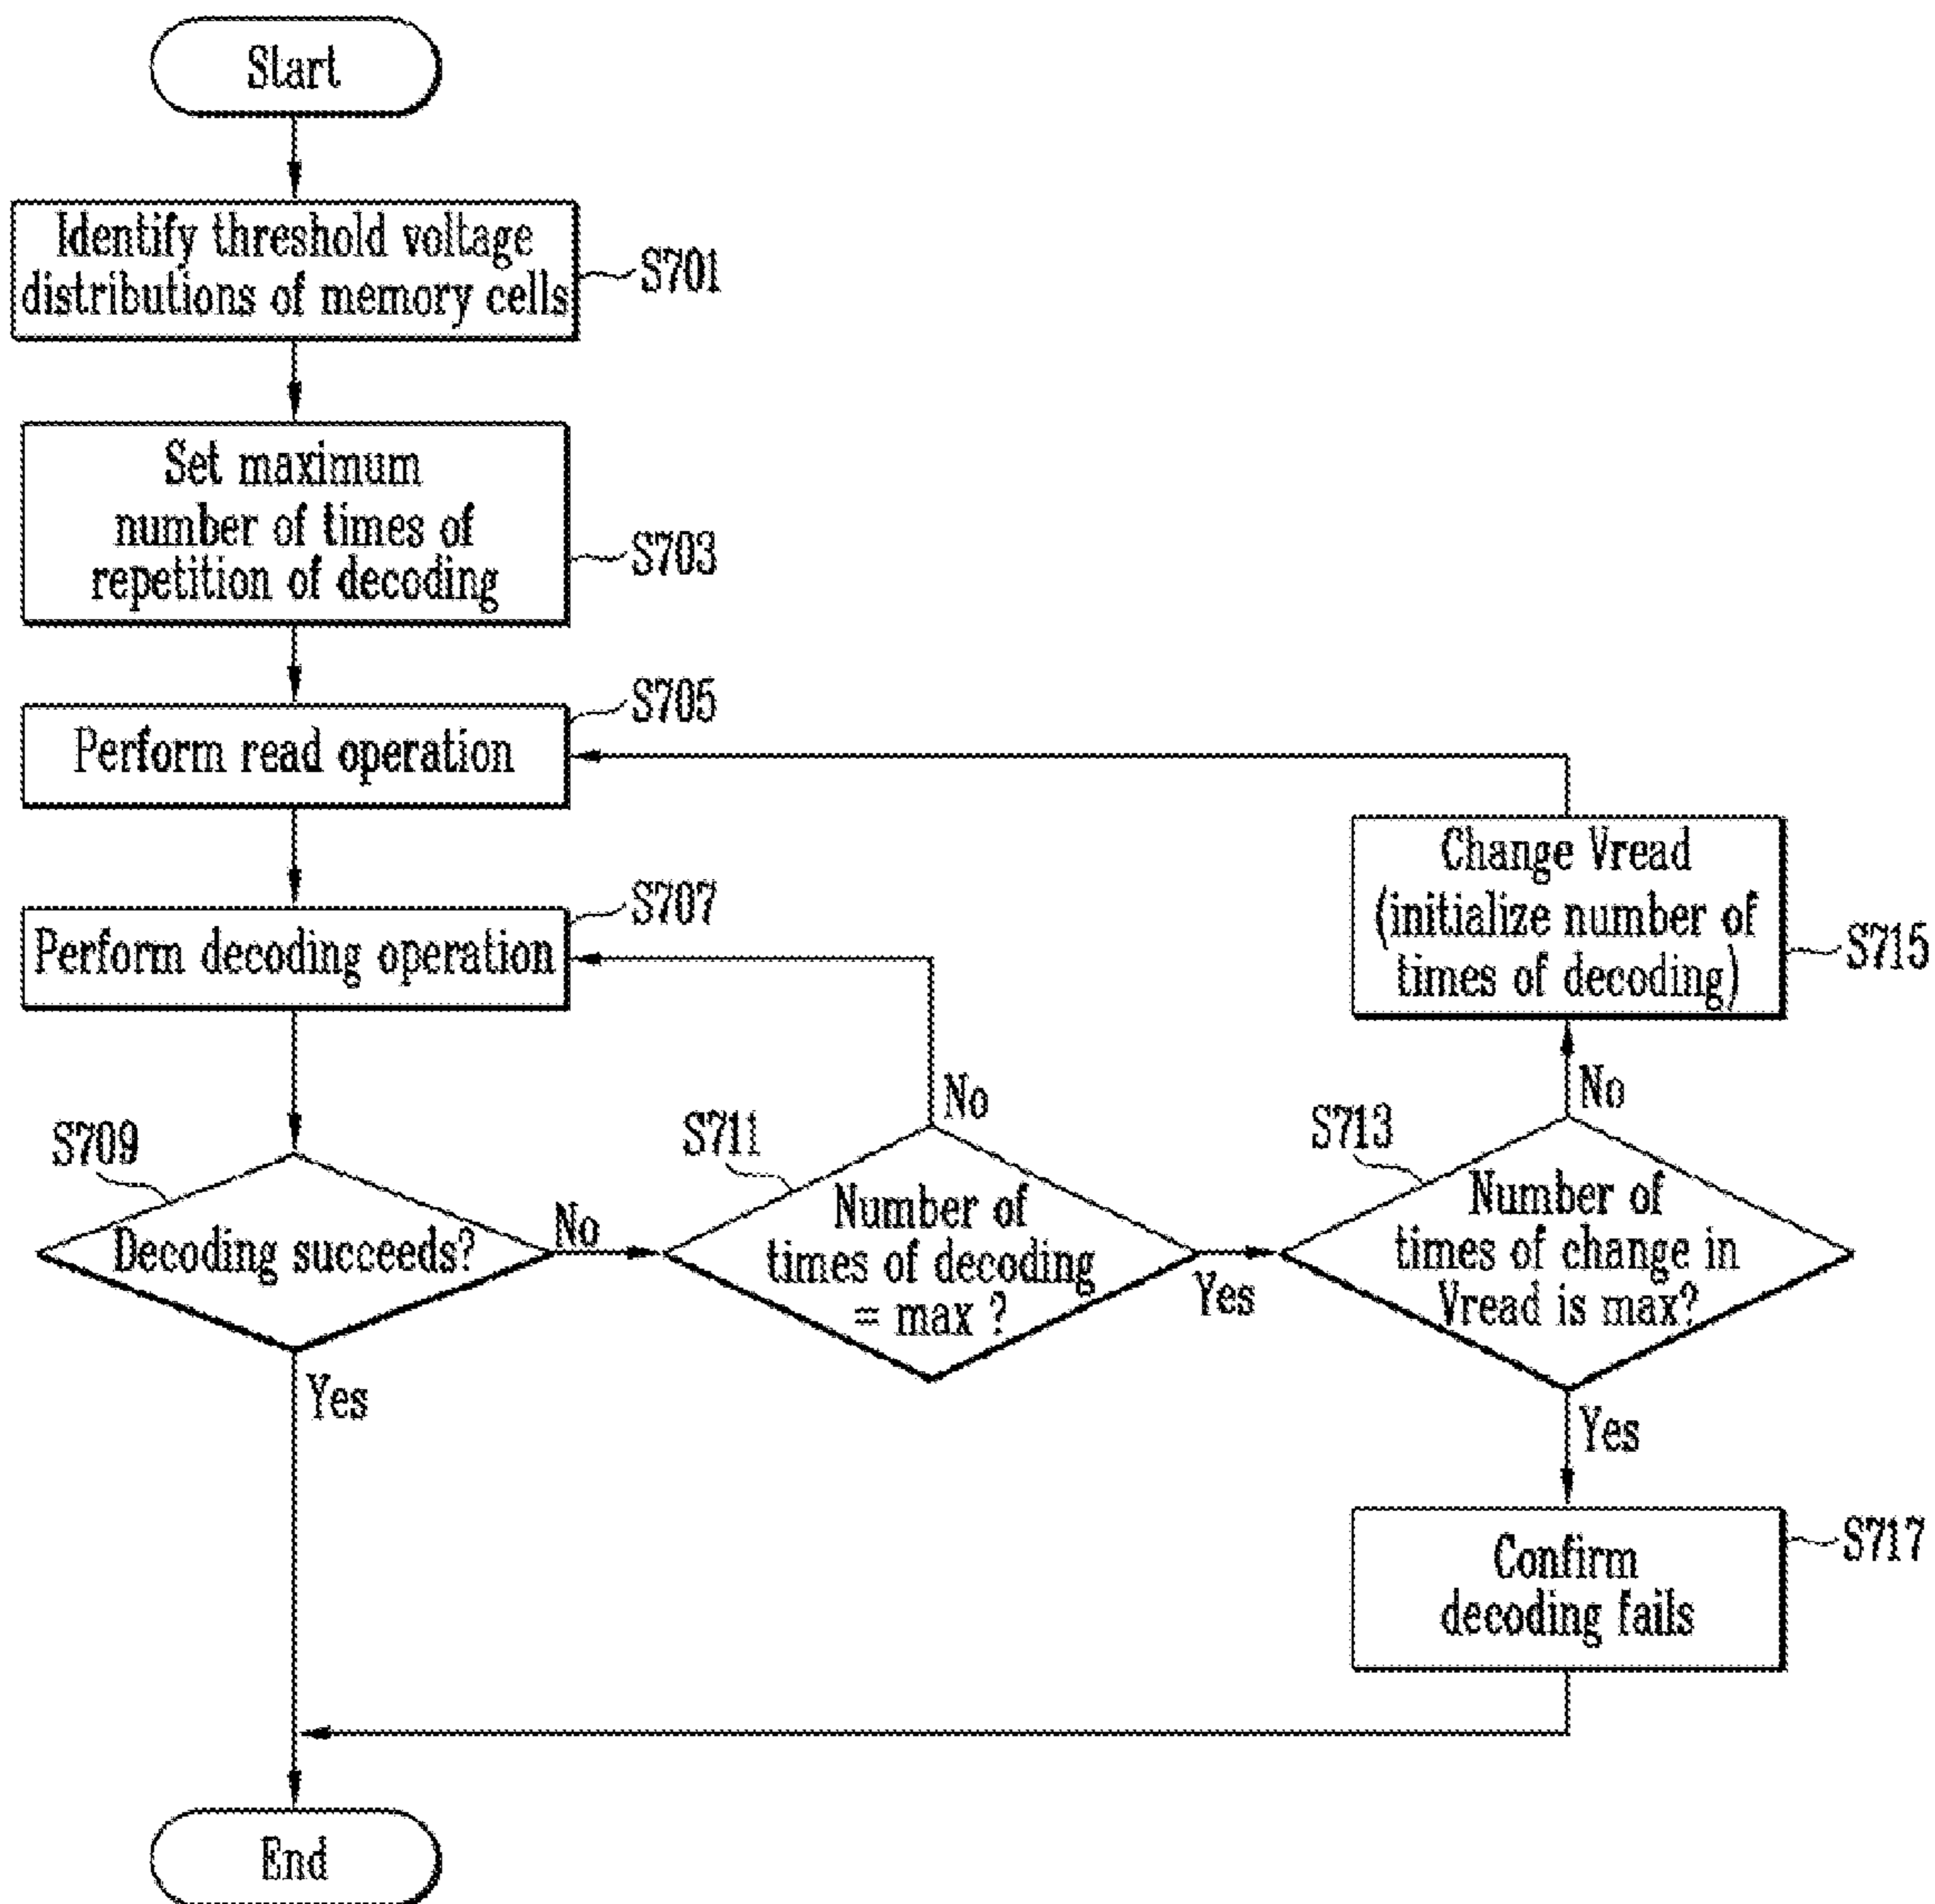 Start
Identify threshold voltage
distributions of memory cells
S701
Set maximum
number of times of
repetition of decoding
S703
Perform read operation
S705
Perform decoding operation
S707
Change Vread
(initialize number of
times of decoding)
S715
S709
Decoding succeeds?
No
Yes
S711
Number of
times of decoding
= max ?
No
Yes
S713
Number of
times of change in
Vread is max?
No
Yes
Confirm
decoding fails
S717
End